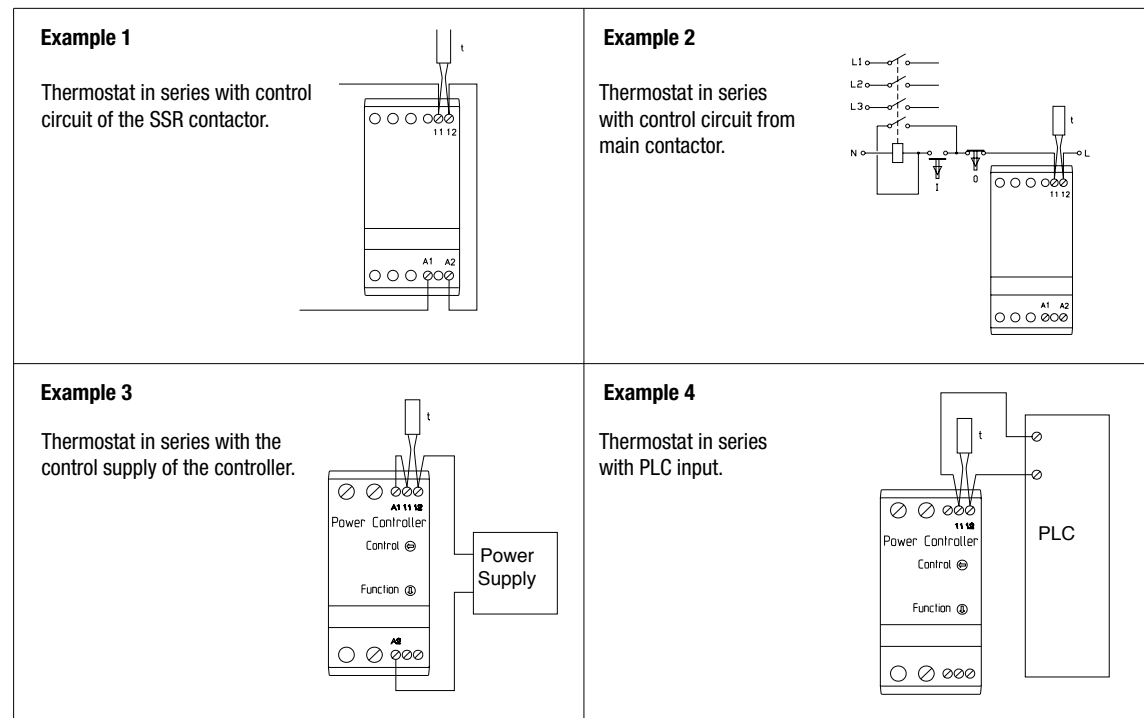 Example 1
Thermostat in series with control
circuit of the SSR contactor.
t
11 12
A1 A2
Example 2
Thermostat in series
with control circuit from
main contactor.
L1
L2
L3
N
I
0
t
L
11 12
A1 A2
Example 3
Thermostat in series with the
control supply of the controller.
t
A1 11 12
Power Controller
Control
Function
A2
Power
Supply
Example 4
Thermostat in series
with PLC input.
t
11 12
Power Controller
Control
Function
PLC